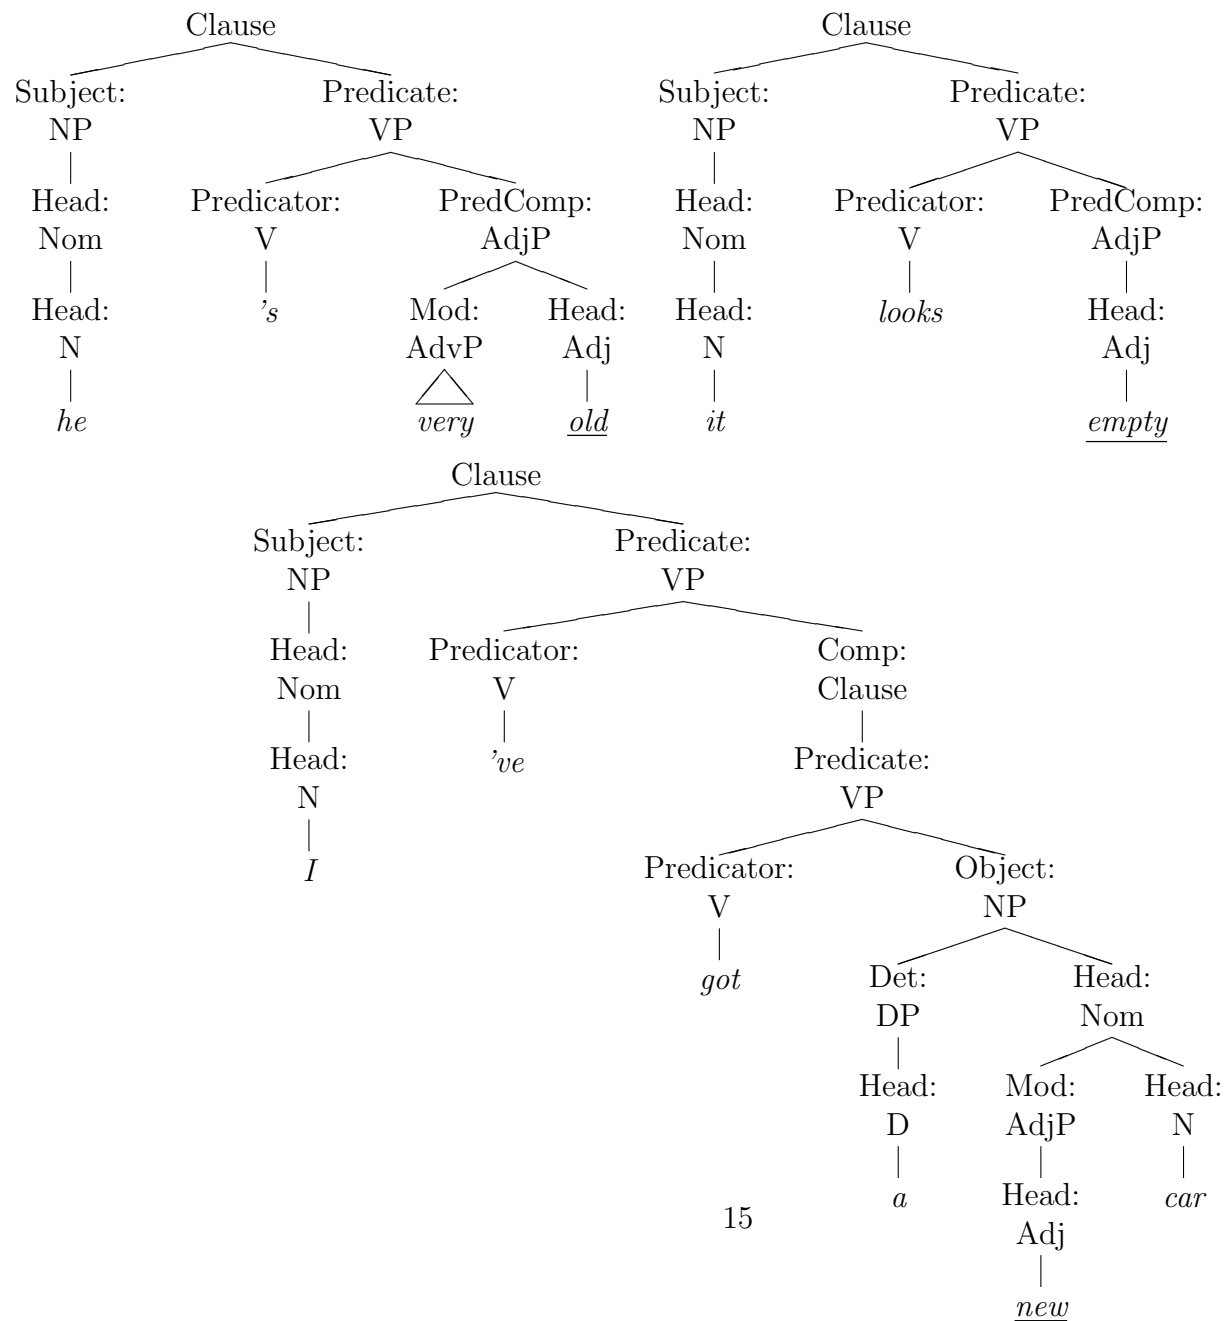 Clause Clause
Subject: Predicate: Subject: Predicate:
NP VP NP VP
Head: Predicator: PredComp: Head: Predicator: PredComp:
Nom V AdjP Nom V AdjP
Head: 's Mod: Head: Head: looks Head:
N AdvP Adj N Adj
he very old it empty
Clause
Subject: Predicate:
NP VP
Head: Predicator: Comp:
Nom V Clause
Head: 've Predicate:
N VP
I Predicator: Object:
V NP
got Det: Head:
DP Nom
Head: Mod: Head:
D AdjP N
a Head: car
15 Adj
new